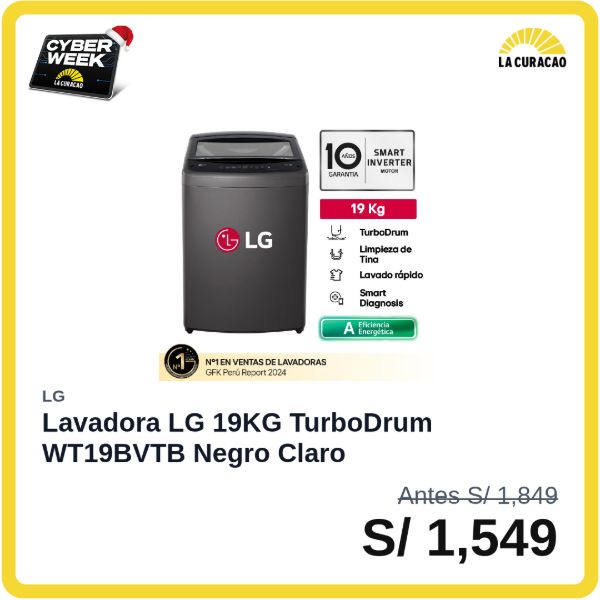 CYBER
WEEK
LA CURACAO
LA CURACAO
10
AÑOS
GARANTÍA
SMART
INVERTER
MOTOR
19 Kg
TurboDrum
Limpieza de
Tina
Lavado rápido
Smart
Diagnosis
A Eficiencia
Energética
LG
Nº1
Nº1 EN VENTAS DE LAVADORAS
GFK Perú Report 2024
LG
Lavadora LG 19KG TurboDrum
WT19BVTB Negro Claro
Antes S/ 1,849
S/ 1,549